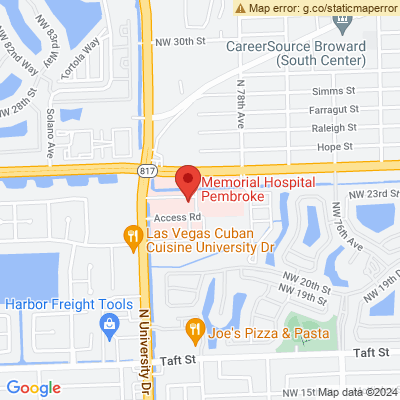 Map error: g.co/staticmaperror
NW 30th St
CareerSource Broward
(South Center)
NW 83rd Way
NW 82nd Way
Tortola Way
NW 28th St
Solano Ave
N 78th Ave
Simms St
Farragut St
Raleigh St
Hope St
817
Memorial Hospital
Pembroke
NW 23rd St
NW 76th Ave
Access Rd
Las Vegas Cuban
Cuisine University Dr
NW 20th St
NW 19th St
NW 19th Dr
Harbor Freight Tools
N University Dr
Joe's Pizza & Pasta
Taft St
Taft St
NW 15th St
Google
Map data ©2024